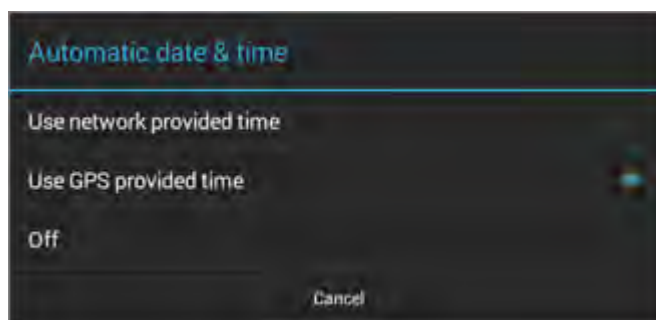 Automatic date & time
Use network provided time
Use GPS provided time
Off
Cancel